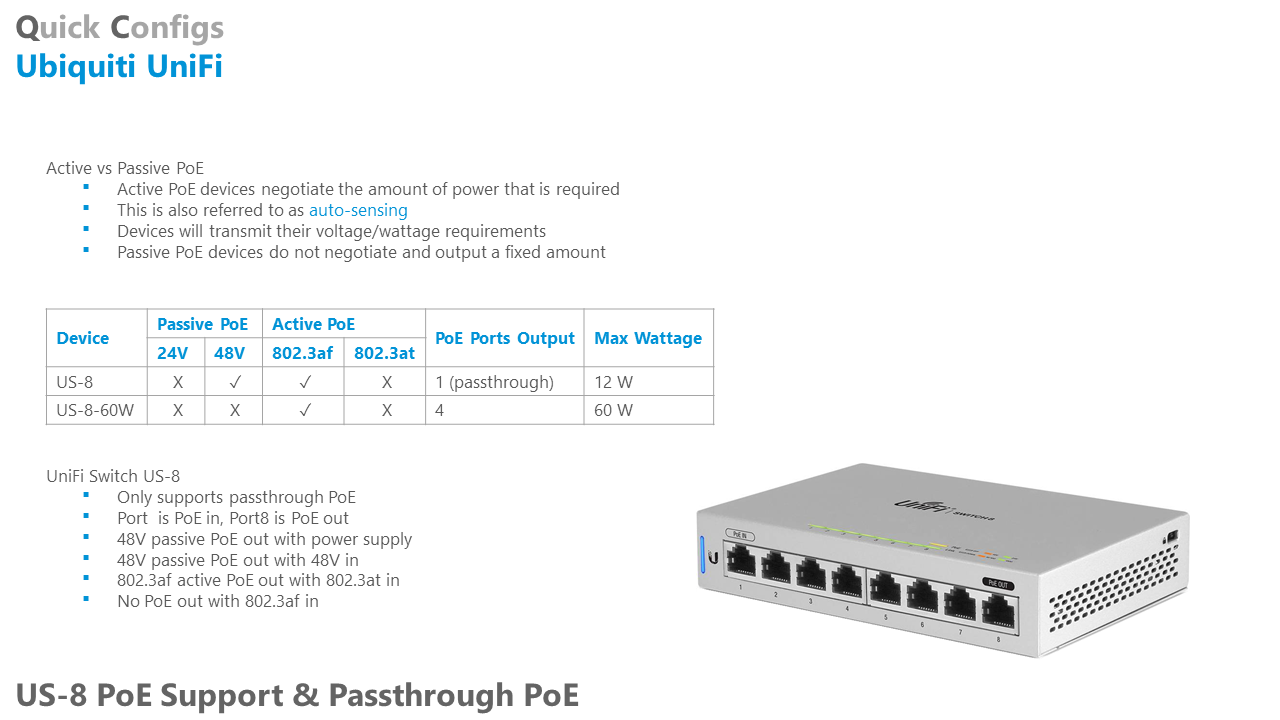 Quick Configs
Ubiquiti UniFi
Active vs Passive PoE
▪ Active PoE devices negotiate the amount of power that is required
▪ This is also referred to as auto-sensing
▪ Devices will transmit their voltage/wattage requirements
▪ Passive PoE devices do not negotiate and output a fixed amount
Device Passive PoE Active PoE PoE Ports Output Max Wattage
24V 48V 802.3af 802.3at
US-8 X ✓ ✓ X 1 (passthrough) 12 W
US-8-60W X X ✓ X 4 60 W
UniFi Switch US-8
▪ Only supports passthrough PoE
▪ Port is PoE in, Port8 is PoE out
▪ 48V passive PoE out with power supply
▪ 48V passive PoE out with 48V in
▪ 802.3af active PoE out with 802.3at in
▪ No PoE out with 802.3af in
UniFi | SWITCH 8
PoE IN
PoE OUT
1 2 3 4 5 6 7 8
US-8 PoE Support & Passthrough PoE